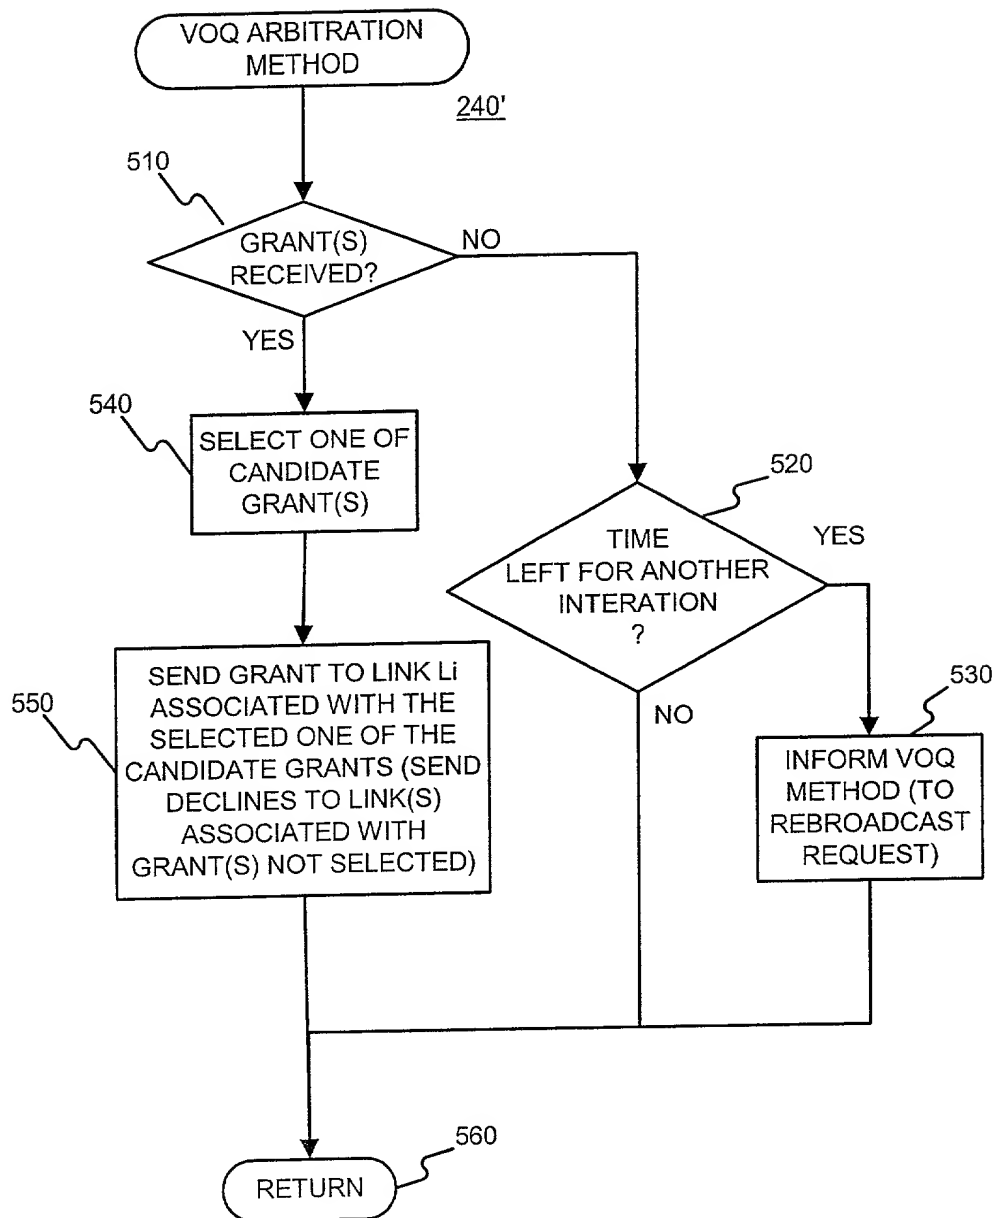 VOQ ARBITRATION
METHOD
240'
510
GRANT(S)
RECEIVED?
NO
YES
540
SELECT ONE OF
CANDIDATE
GRANT(S)
520
TIME
LEFT FOR ANOTHER
INTERATION
?
YES
NO
550
SEND GRANT TO LINK Li
ASSOCIATED WITH THE
SELECTED ONE OF THE
CANDIDATE GRANTS (SEND
DECLINES TO LINK(S)
ASSOCIATED WITH
GRANT(S) NOT SELECTED)
530
INFORM VOQ
METHOD (TO
REBROADCAST
REQUEST)
560
RETURN